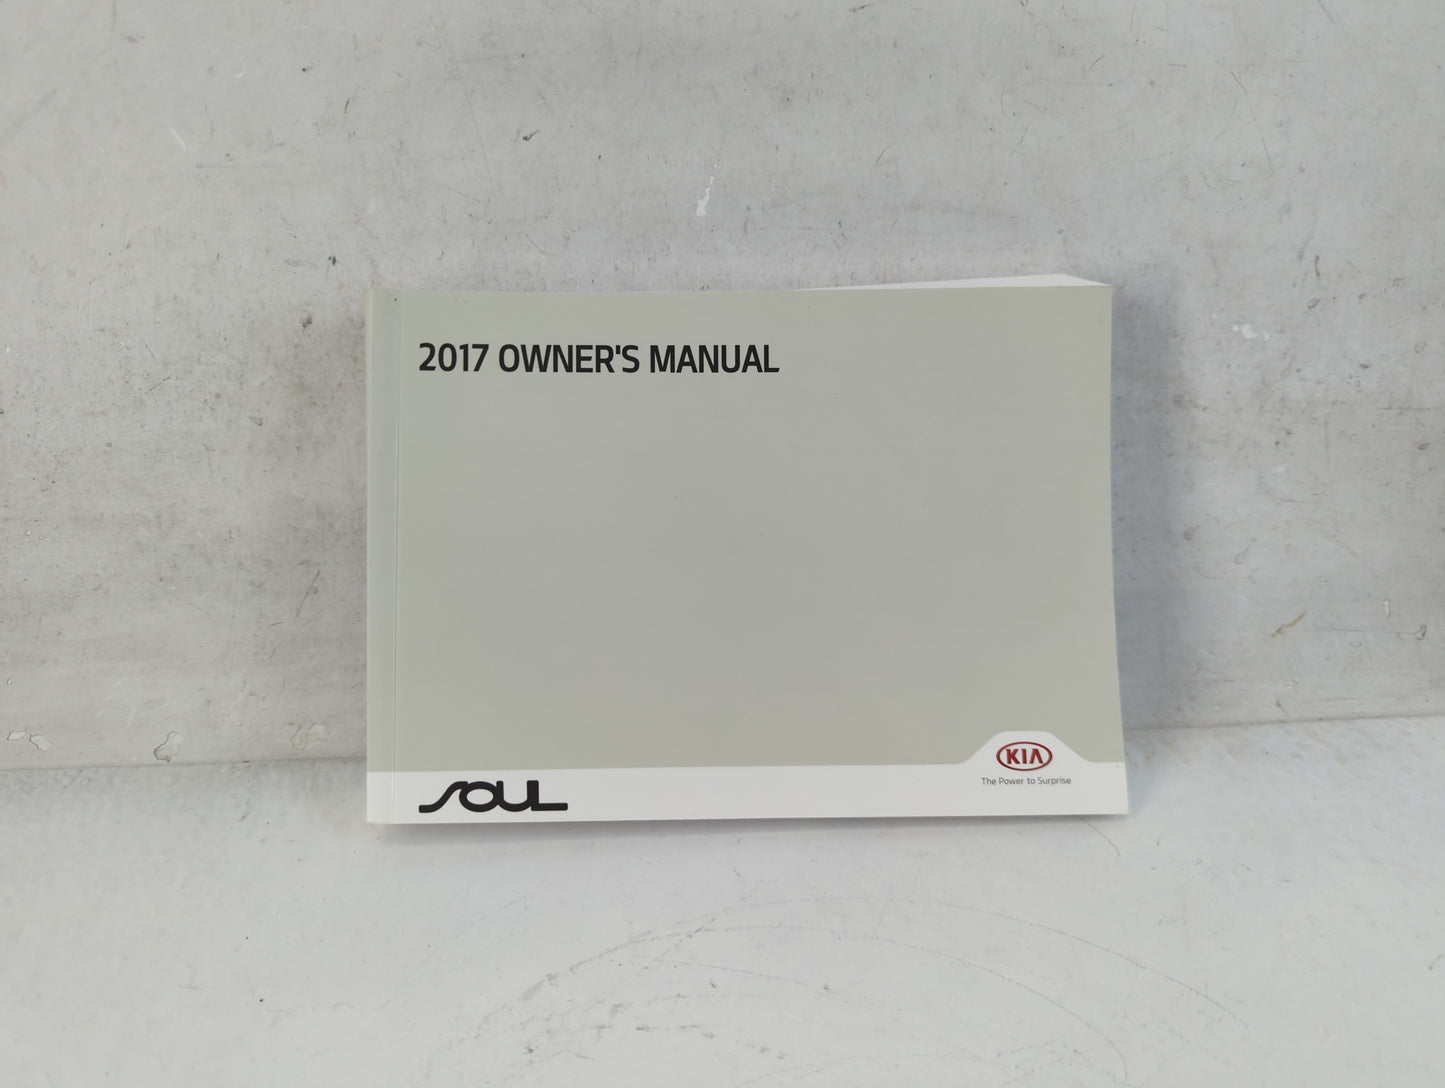 2017 OWNER'S MANUAL
SOUL
KIA
The Power to Surprise